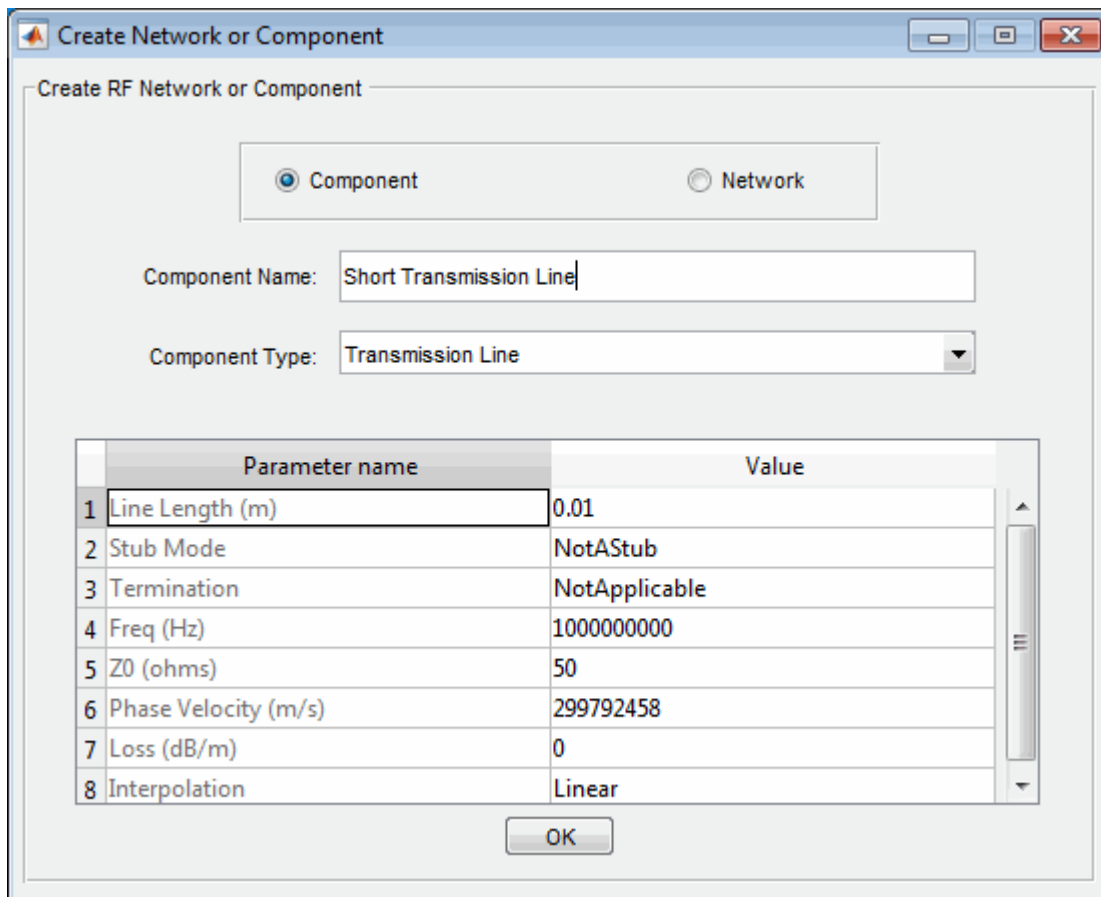 Create Network or Component
Create RF Network or Component
Component Network
Component Name: Short Transmission Line
Component Type: Transmission Line
Parameter name Value
1 Line Length (m) 0.01
2 Stub Mode NotAStub
3 Termination NotApplicable
4 Freq (Hz) 1000000000
5 Z0 (ohms) 50
6 Phase Velocity (m/s) 299792458
7 Loss (dB/m) 0
8 Interpolation Linear
OK